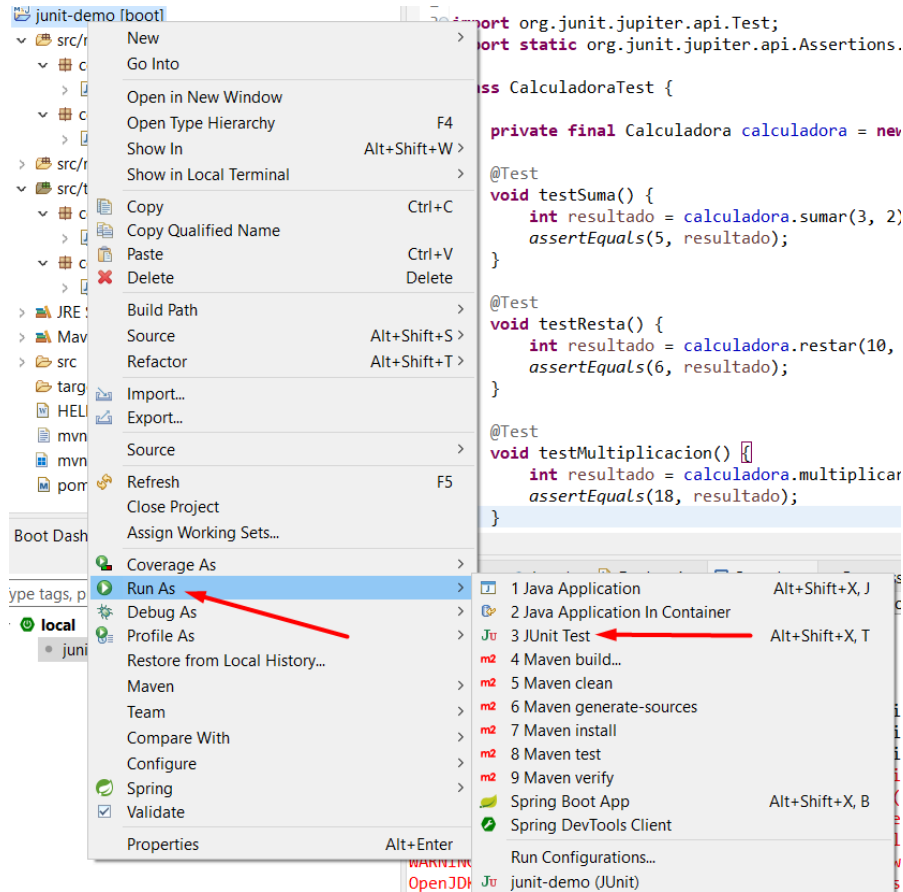 junit-demo [boot]
src/
src/
src/t
JRE
Mav
src
targ
HEL
mvn
mvn
pom
Boot Dash
type tags, p
local
juni
New
Go Into
Open in New Window
Open Type Hierarchy F4
Show In Alt+Shift+W >
Show in Local Terminal >
Copy Ctrl+C
Copy Qualified Name
Paste Ctrl+V
Delete Delete
Build Path >
Source Alt+Shift+S >
Refactor Alt+Shift+T >
Import...
Export...
Source >
Refresh F5
Close Project
Assign Working Sets...
Coverage As >
Run As >
Debug As >
Profile As >
Restore from Local History...
Maven >
Team >
Compare With >
Configure >
Spring >
Validate
Properties Alt+Enter
1 Java Application Alt+Shift+X, J
2 Java Application In Container
3 JUnit Test Alt+Shift+X, T
4 Maven build...
5 Maven clean
6 Maven generate-sources
7 Maven install
8 Maven test
9 Maven verify
Spring Boot App Alt+Shift+X, B
Spring DevTools Client
Run Configurations...
junit-demo (JUnit)
import org.junit.jupiter.api.Test;
port static org.junit.jupiter.api.Assertions.
ss CalculadoraTest {
private final Calculadora calculadora = new
@Test
void testSuma() {
int resultado = calculadora.sumar(3, 2)
assertEquals(5, resultado);
}
@Test
void testResta() {
int resultado = calculadora.restar(10,
assertEquals(6, resultado);
}
@Test
void testMultiplicacion() {
int resultado = calculadora.multiplicar
assertEquals(18, resultado);
}
WARNING
OpenJDK